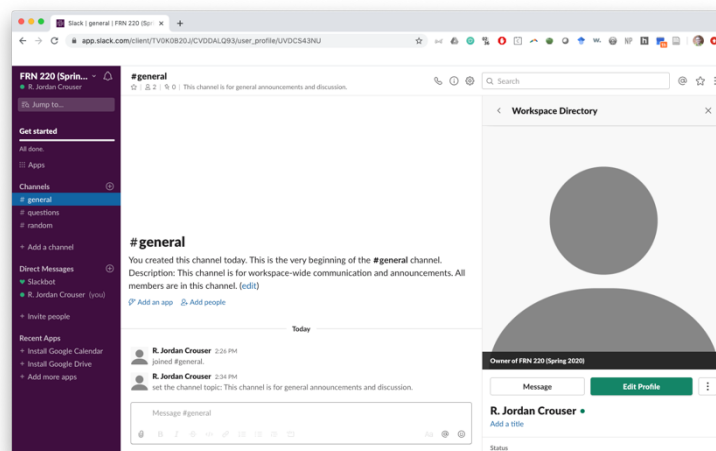 Slack | general | FRN 220 (Spr
app.slack.com/client/TV0K0820J/CVDDALQ93/user_profile/UVDCS43NU
FRN 220 (Sprin...
R. Jordan Crouser
Jump to...
Get started
All done.
Apps
Channels
# general
# questions
# random
+ Add a channel
Direct Messages
Slackbot
R. Jordan Crouser (you)
+ Invite people
Recent Apps
+ Install Google Calendar
+ Install Google Drive
+ Add more apps
#general
2 | 0 | This channel is for general announcements and discussion.
Search
#general
You created this channel today. This is the very beginning of the #general channel.
Description: This channel is for workspace-wide communication and announcements. All
members are in this channel. (edit)
Add an app Add people
Today
R. Jordan Crouser 2:26 PM
joined #general.
R. Jordan Crouser 2:34 PM
set the channel topic: This channel is for general announcements and discussion.
Message #general
Workspace Directory
Owner of FRN 220 (Spring 2020)
Message Edit Profile
R. Jordan Crouser
Add a title
Status